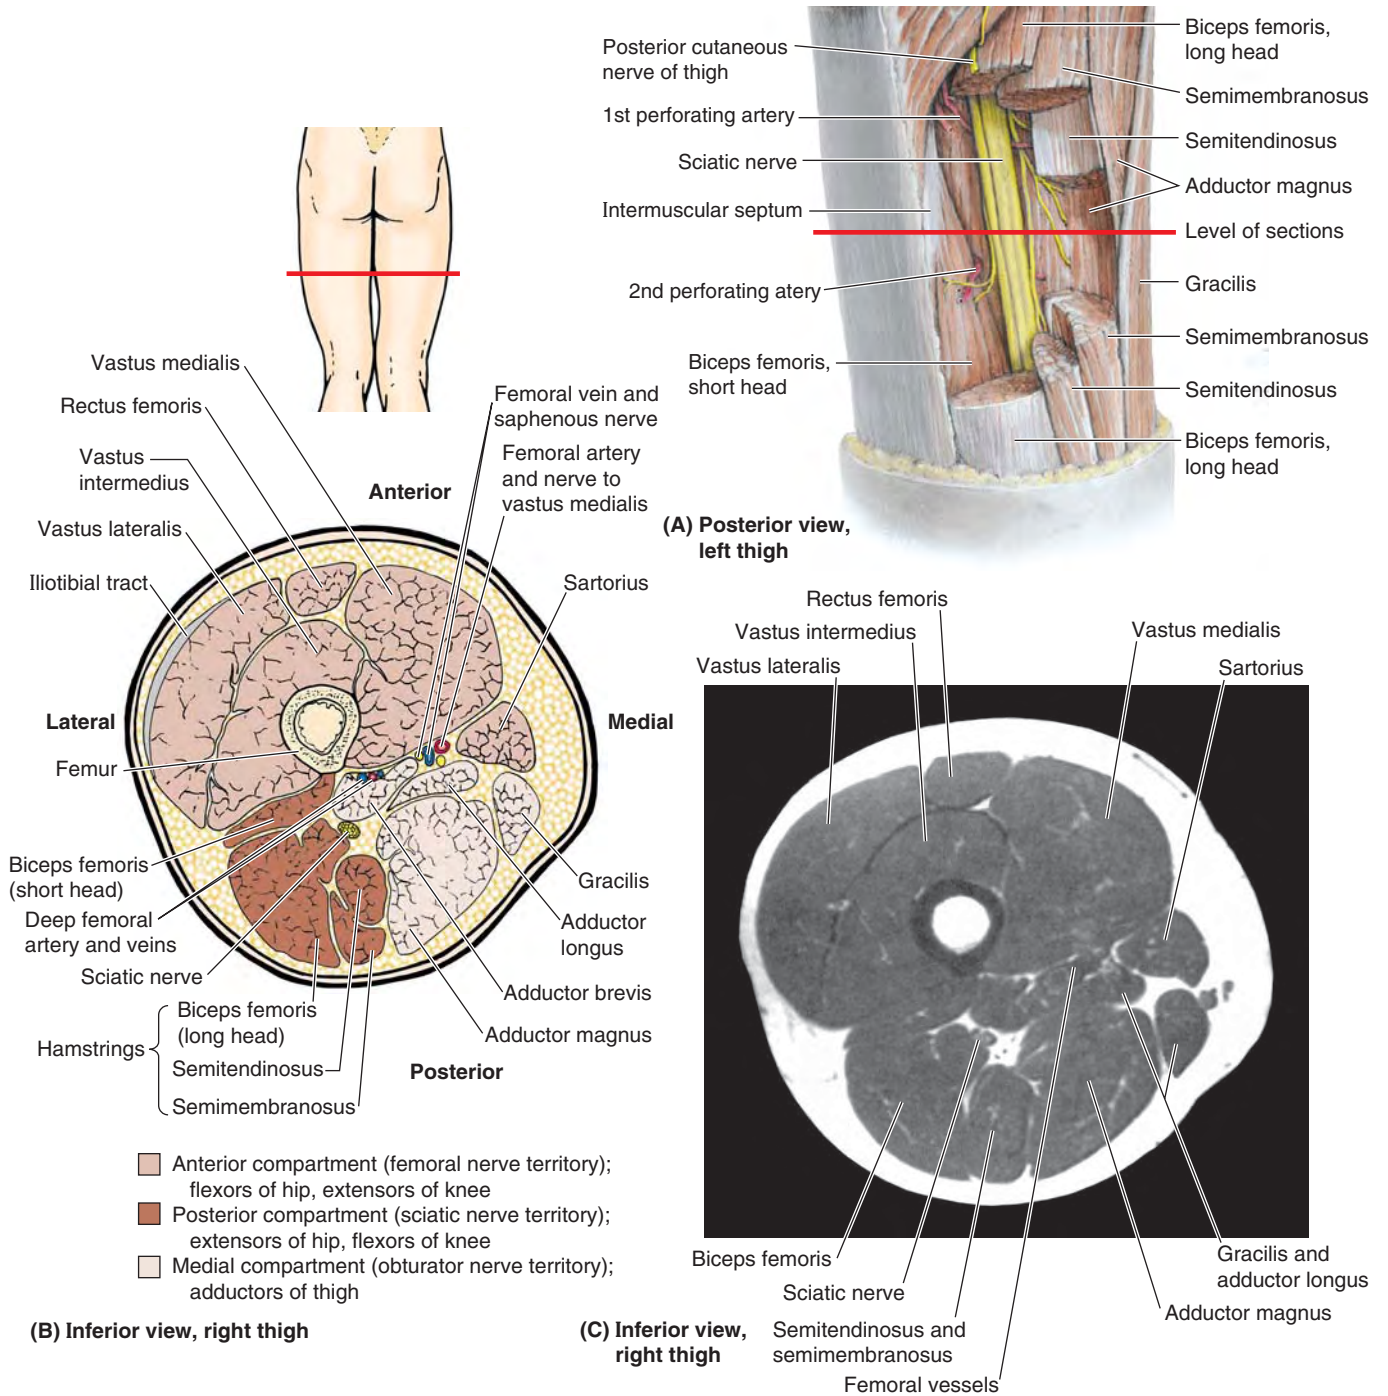 Posterior cutaneous
nerve of thigh
1st perforating artery
Sciatic nerve
Intermuscular septum
2nd perforating atery
Biceps femoris,
short head
Biceps femoris,
long head
Semimembranosus
Semitendinosus
Adductor magnus
Level of sections
Gracilis
Semimembranosus
Semitendinosus
Biceps femoris,
long head
(A) Posterior view,
left thigh
Vastus medialis
Rectus femoris
Vastus
intermedius
Vastus lateralis
Iliotibial tract
Anterior
Femoral vein and
saphenous nerve
Femoral artery
and nerve to
vastus medialis
Sartorius
Lateral
Medial
Femur
Biceps femoris
(short head)
Deep femoral
artery and veins
Sciatic nerve
Gracilis
Adductor
longus
Adductor brevis
Adductor magnus
Hamstrings
Biceps femoris
(long head)
Semitendinosus
Semimembranosus
Posterior
Anterior compartment (femoral nerve territory);
flexors of hip, extensors of knee
Posterior compartment (sciatic nerve territory);
extensors of hip, flexors of knee
Medial compartment (obturator nerve territory);
adductors of thigh
(B) Inferior view, right thigh
Rectus femoris
Vastus intermedius
Vastus lateralis
Vastus medialis
Sartorius
Biceps femoris
Sciatic nerve
Semitendinosus and
semimembranosus
Femoral vessels
Gracilis and
adductor longus
Adductor magnus
(C) Inferior view,
right thigh